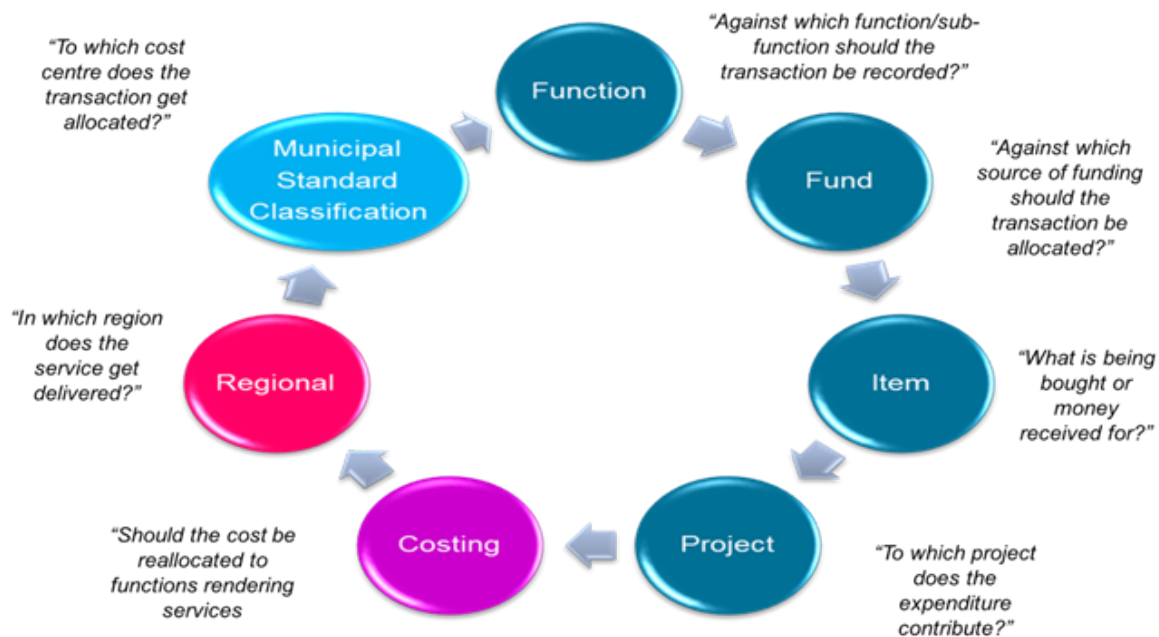 “To which cost
centre does the
transaction get
allocated?”
Function
“Against which function/sub-
function should the
transaction be recorded?”
Municipal
Standard
Classification
Fund
“Against which
source of funding
should the
transaction be
allocated?”
“In which region
does the
service get
delivered?”
Regional
Item
“What is being
bought or
money
received for?”
“Should the cost be
reallocated to
functions rendering
services
Costing
Project
“To which project
does the
expenditure
contribute?”